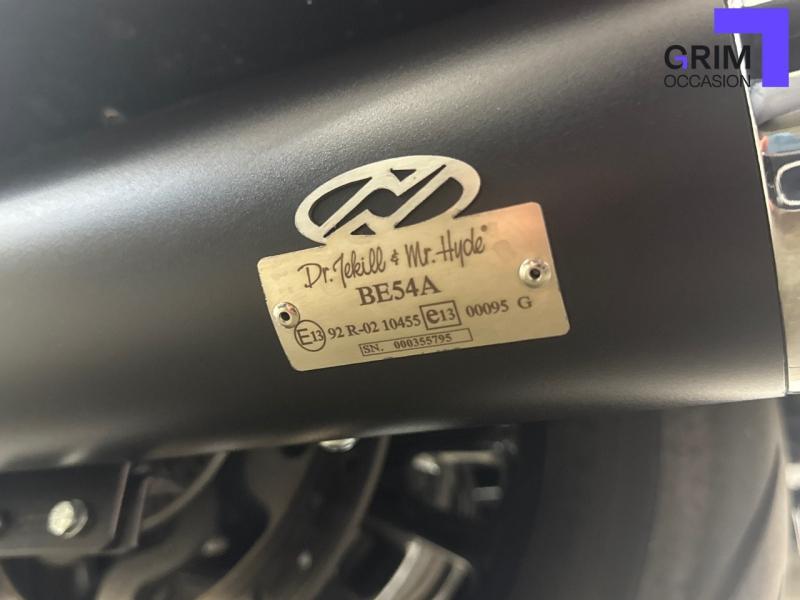 GRIM
OCCASION
Dr. Jekill & Mr. Hyde®
BE54A
E13 92 R-02 10455 e13 00095 G
SN. 000355795